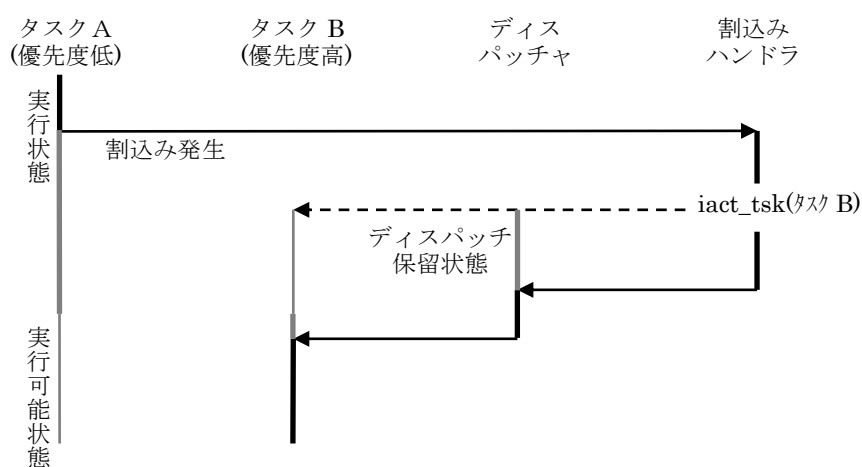 タスク A
(優先度低)
タスク B
(優先度高)
ディス
パッチャ
割込み
ハンドラ
実行状態
割込み発生
iact_tsk(ﾀｽｸ B)
ディスパッチ
保留状態
実行可能状態